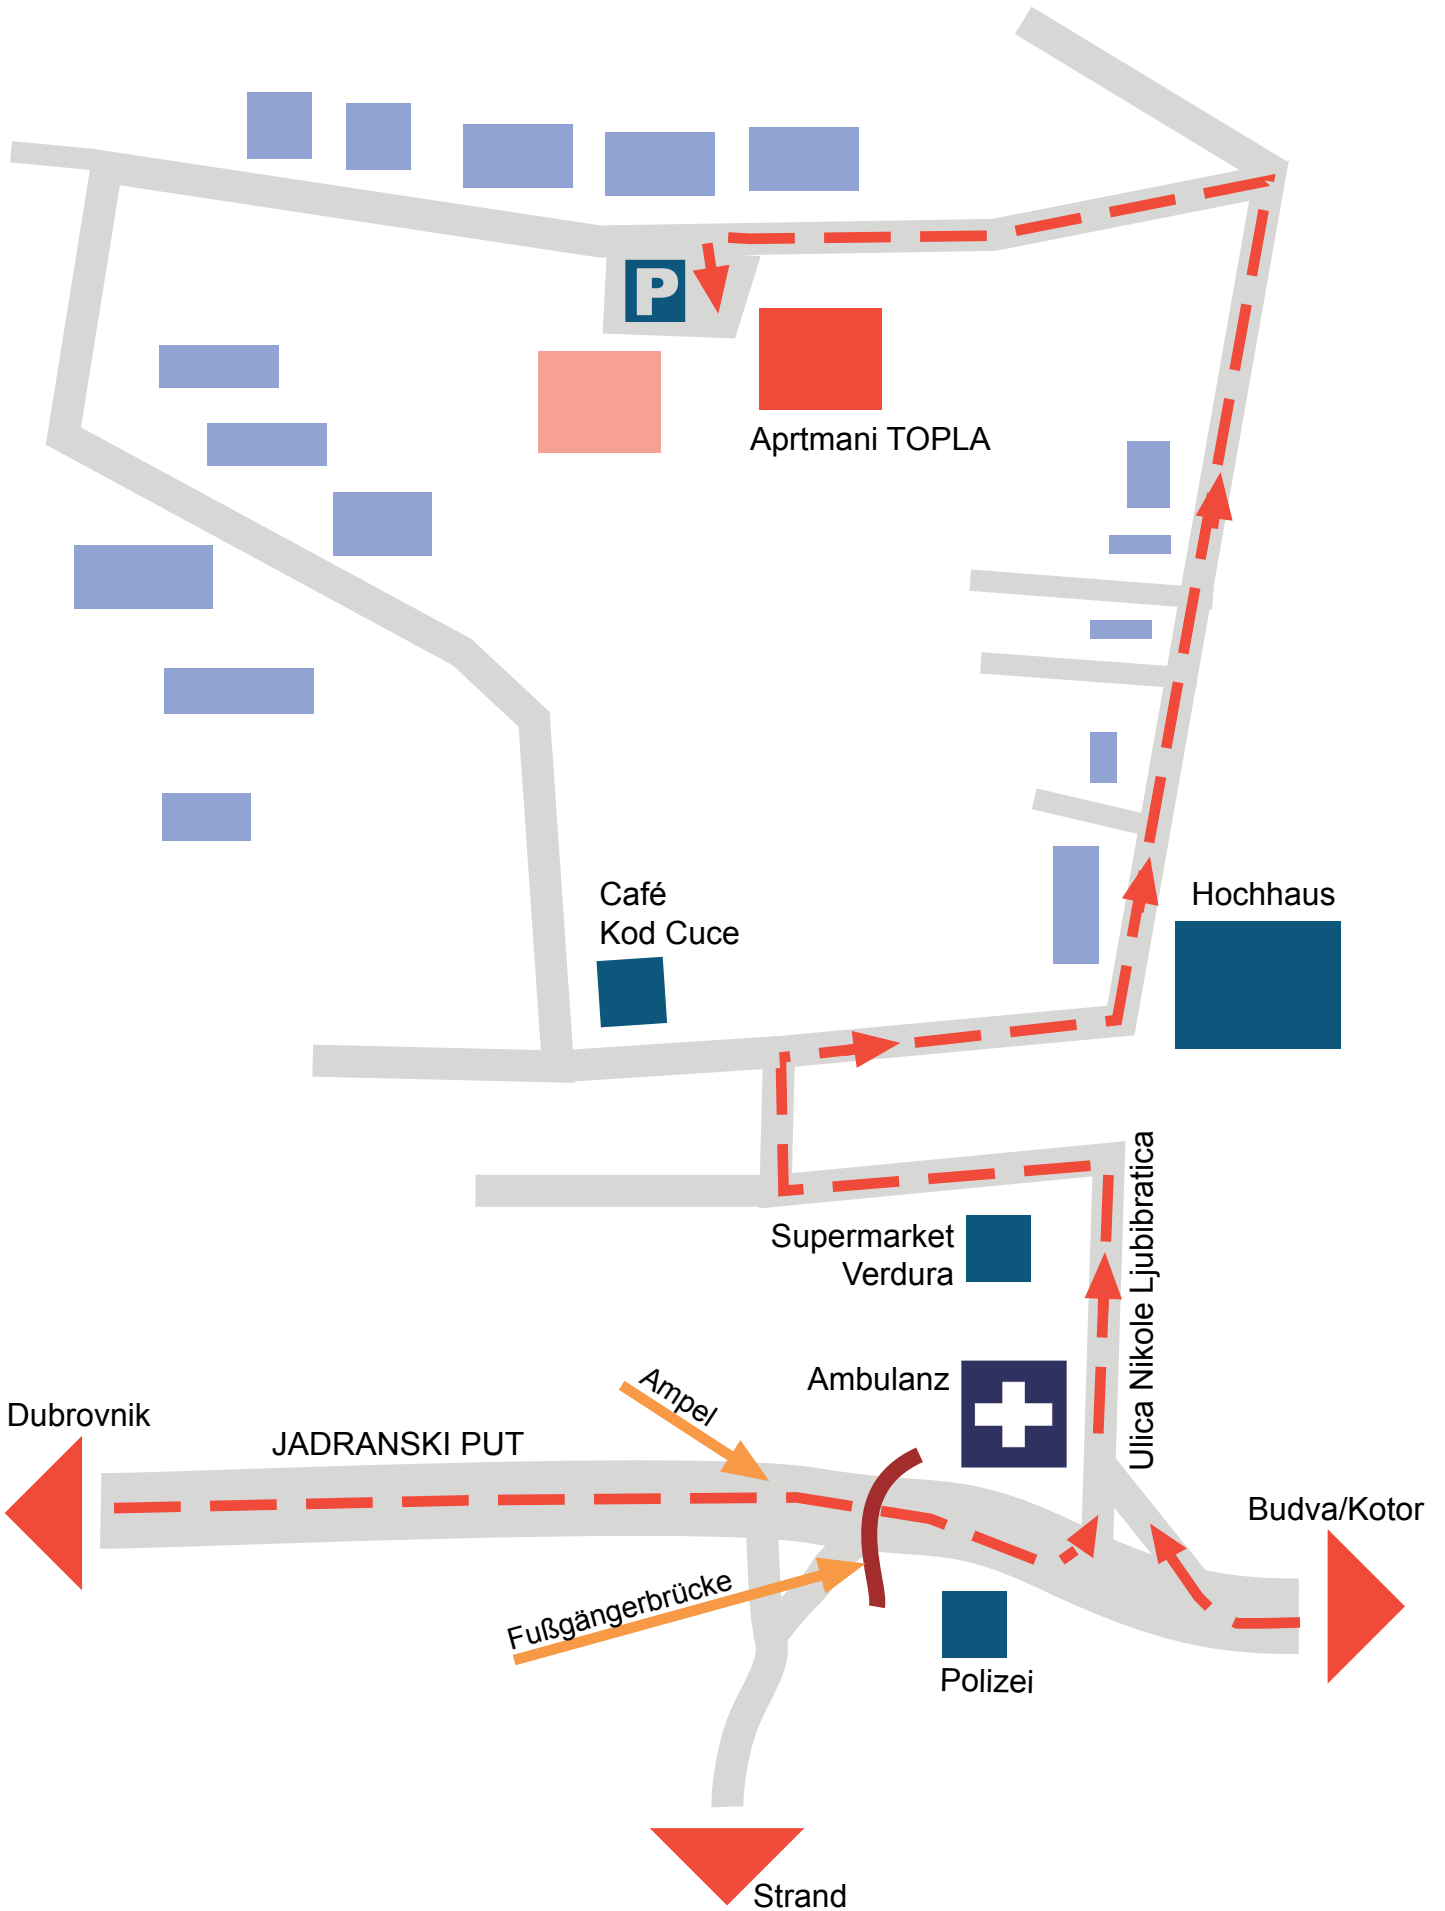 P
Aprtmani TOPLA
Café
Kod Cuce
Hochhaus
Ulica Nikole Ljubibratica
Supermarket
Verdura
Ambulanz
Ampel
Dubrovnik
JADRANSKI PUT
Budva/Kotor
Fußgängerbrücke
Polizei
Strand